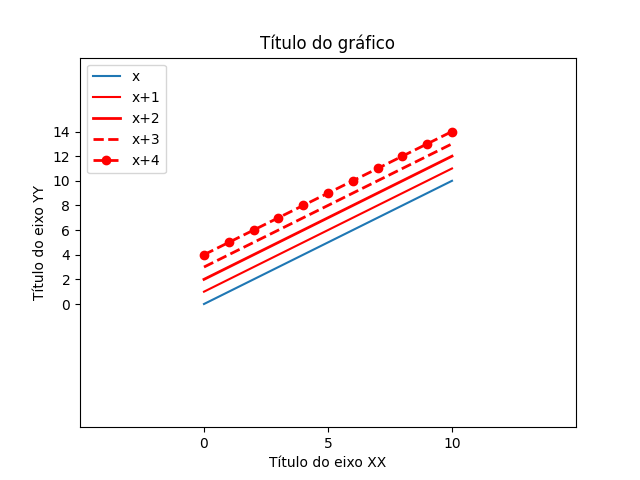 Título do gráfico
x
x+1
x+2
x+3
x+4
Título do eixo YY
14
12
10
8
6
4
2
0
0 5 10
Título do eixo XX